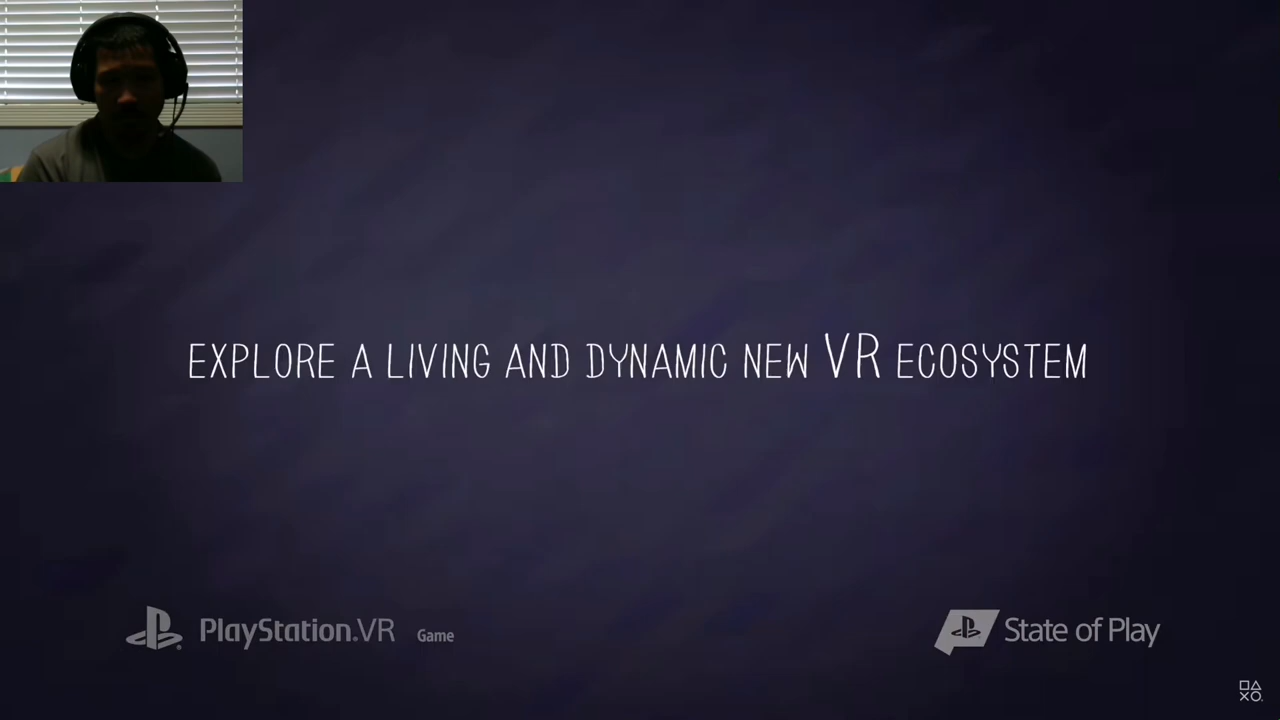 EXPLORE A LIVING AND DYNAMIC NEW VR ECOSYSTEM
PlayStation.VR Game
State of Play